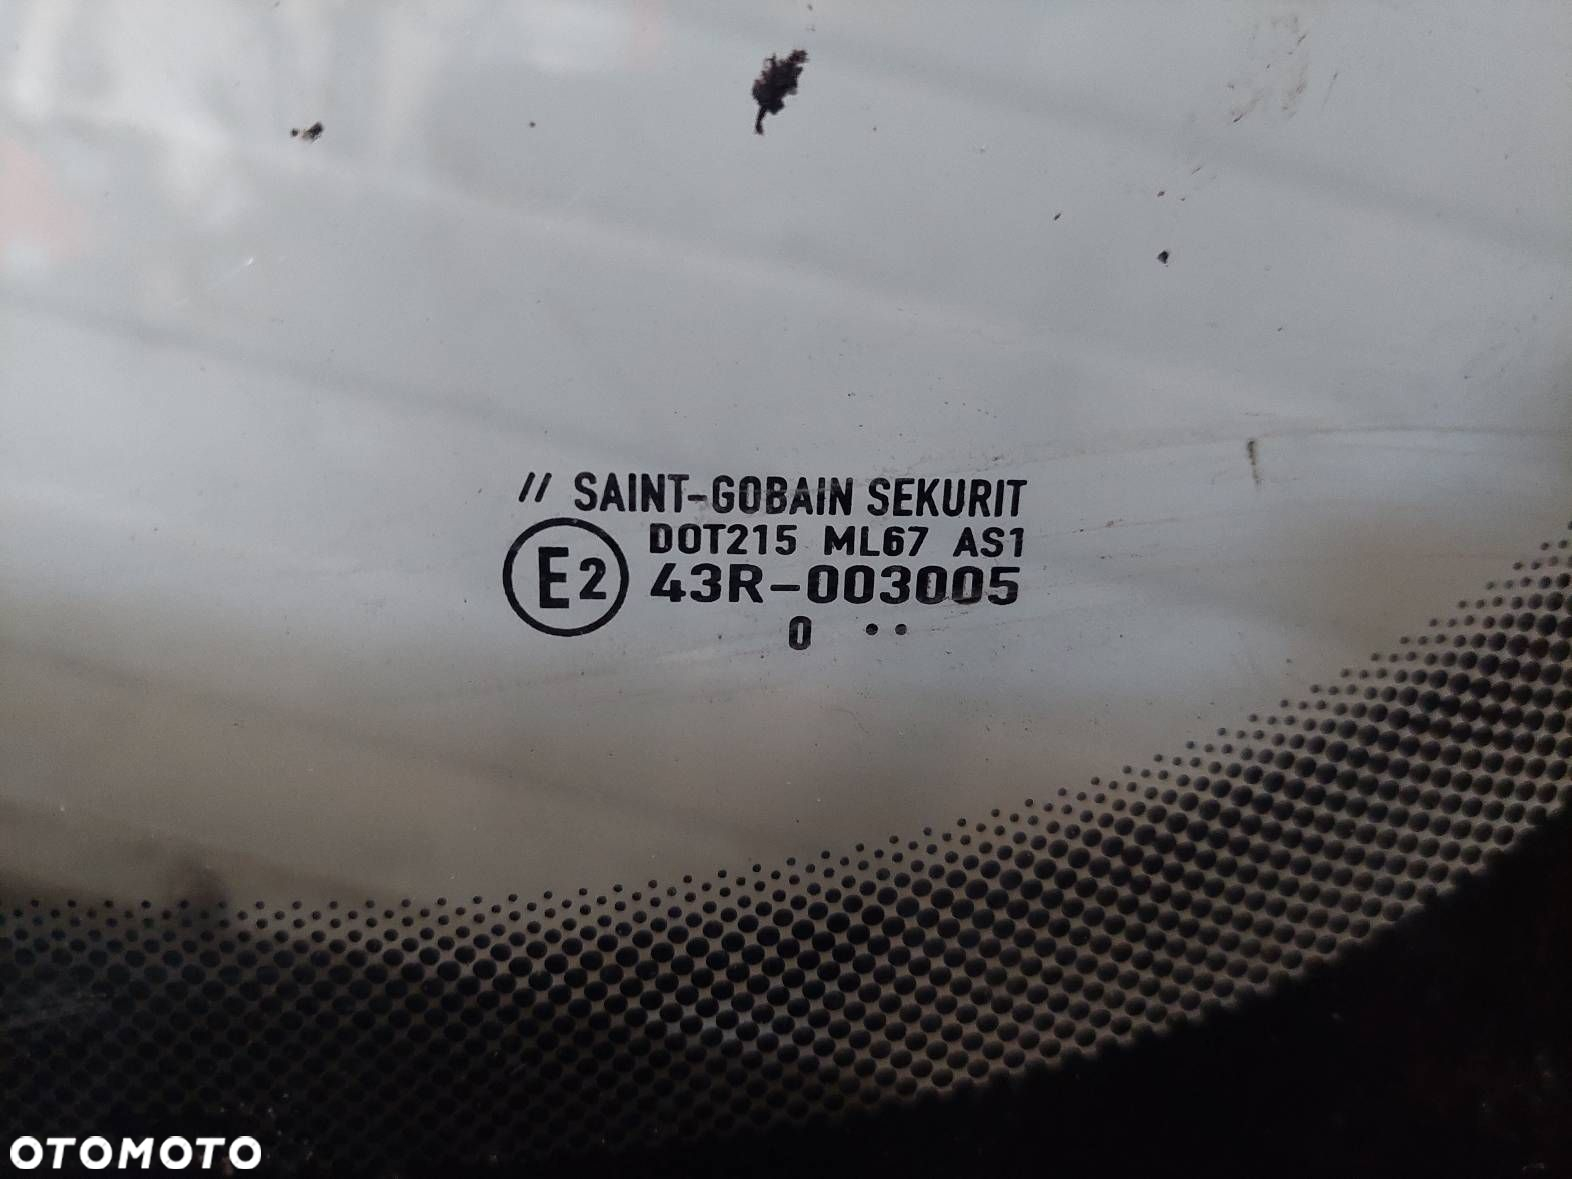 // SAINT-GOBAIN SEKURIT
DOT215 ML67 AS1
E2 43R-003005
0 ••
OTOMOTO